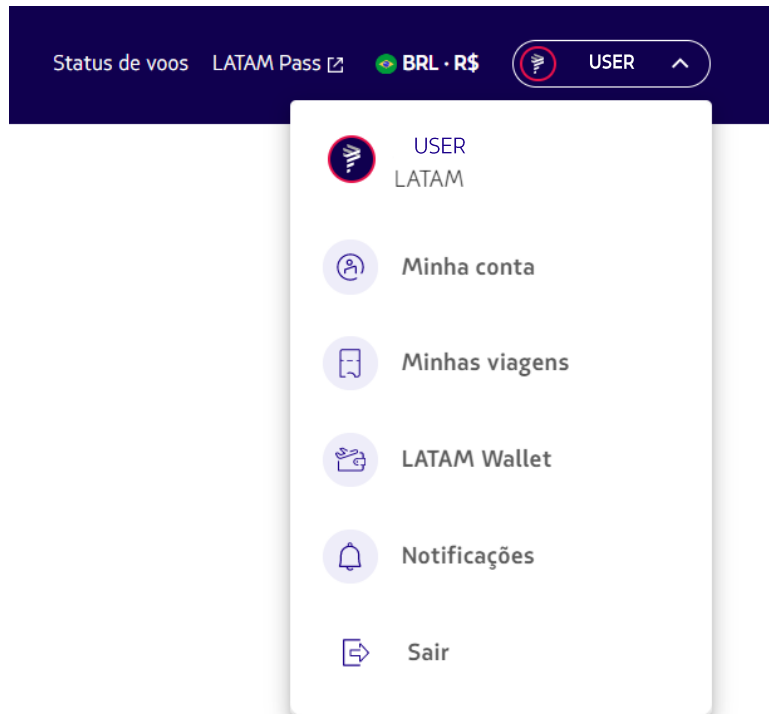 Status de voos LATAM Pass BRL · R$ USER
USER
LATAM
Minha conta
Minhas viagens
LATAM Wallet
Notificações
Sair